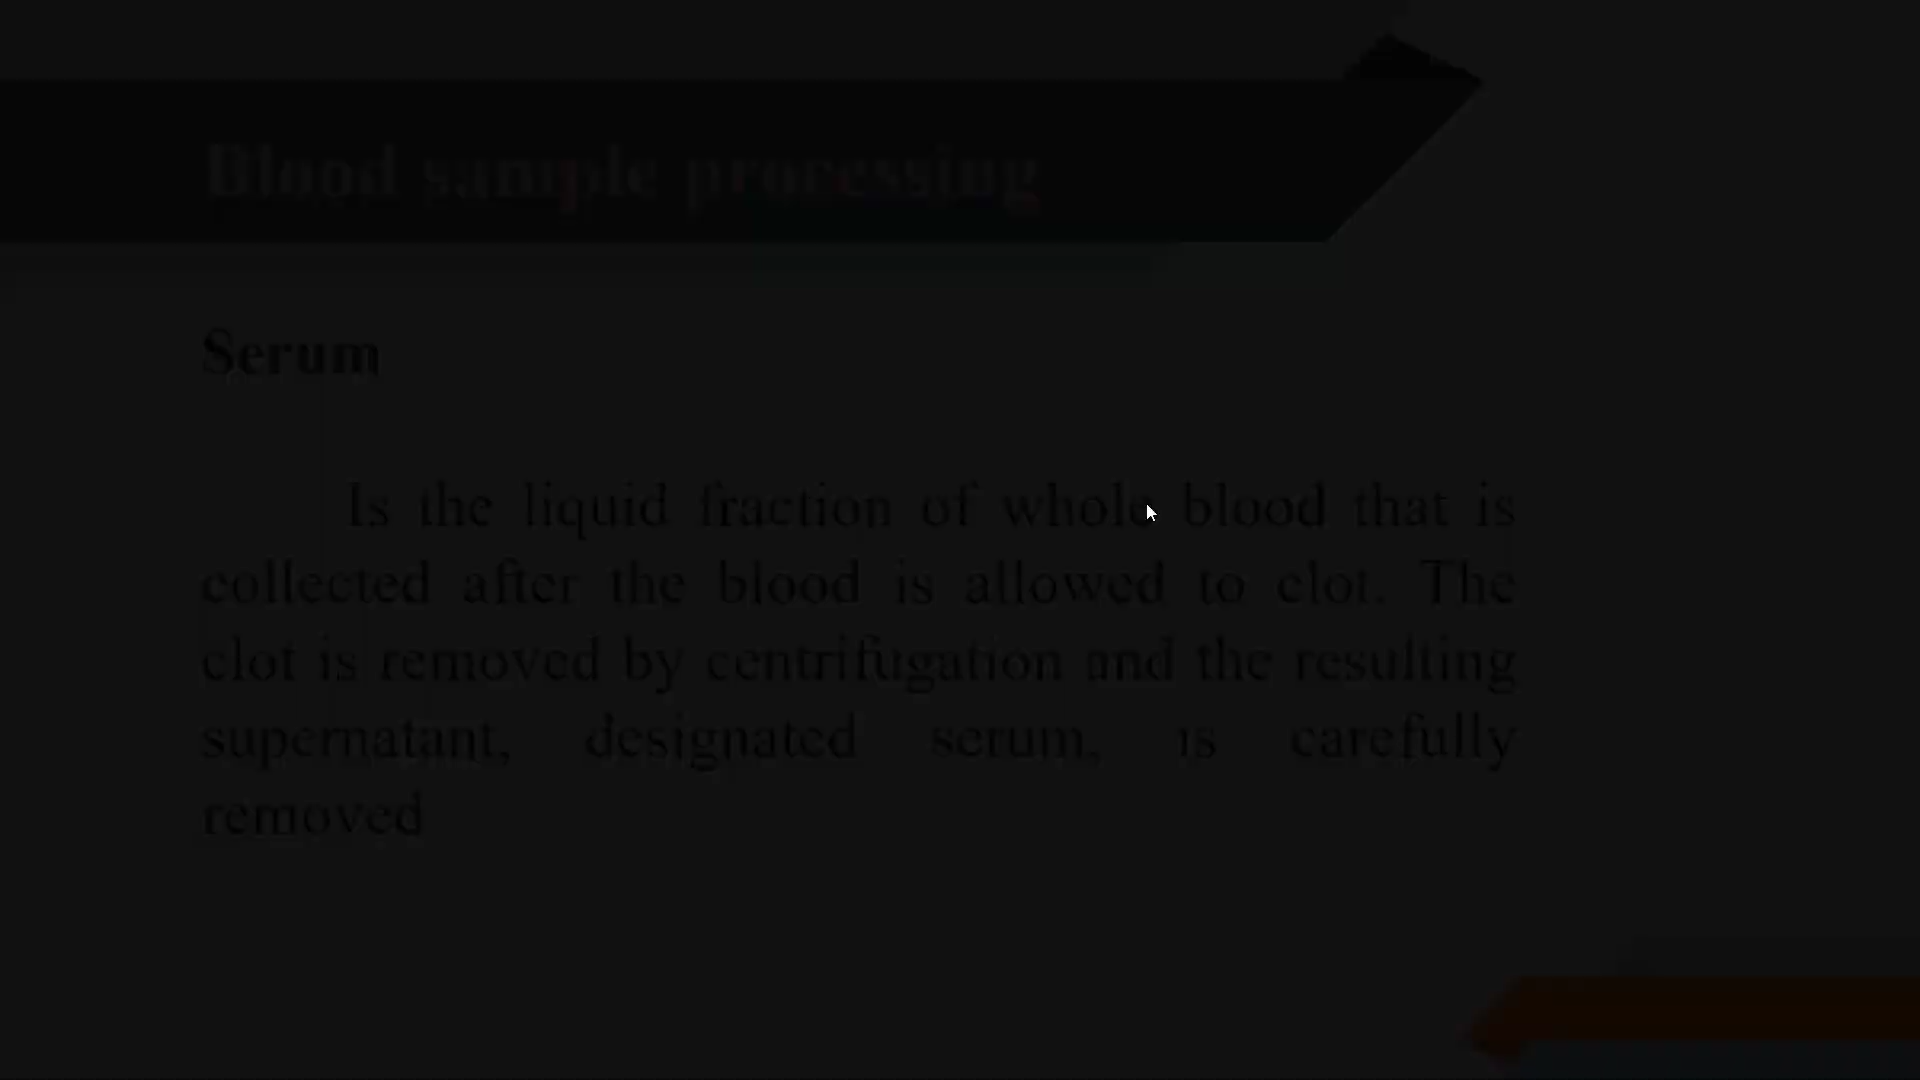 Blood sample processing
Serum
Is the liquid fraction of whole blood that is
collected after the blood is allowed to clot. The
clot is removed by centrifugation and the resulting
supernatant, designated serum, is carefully
removed